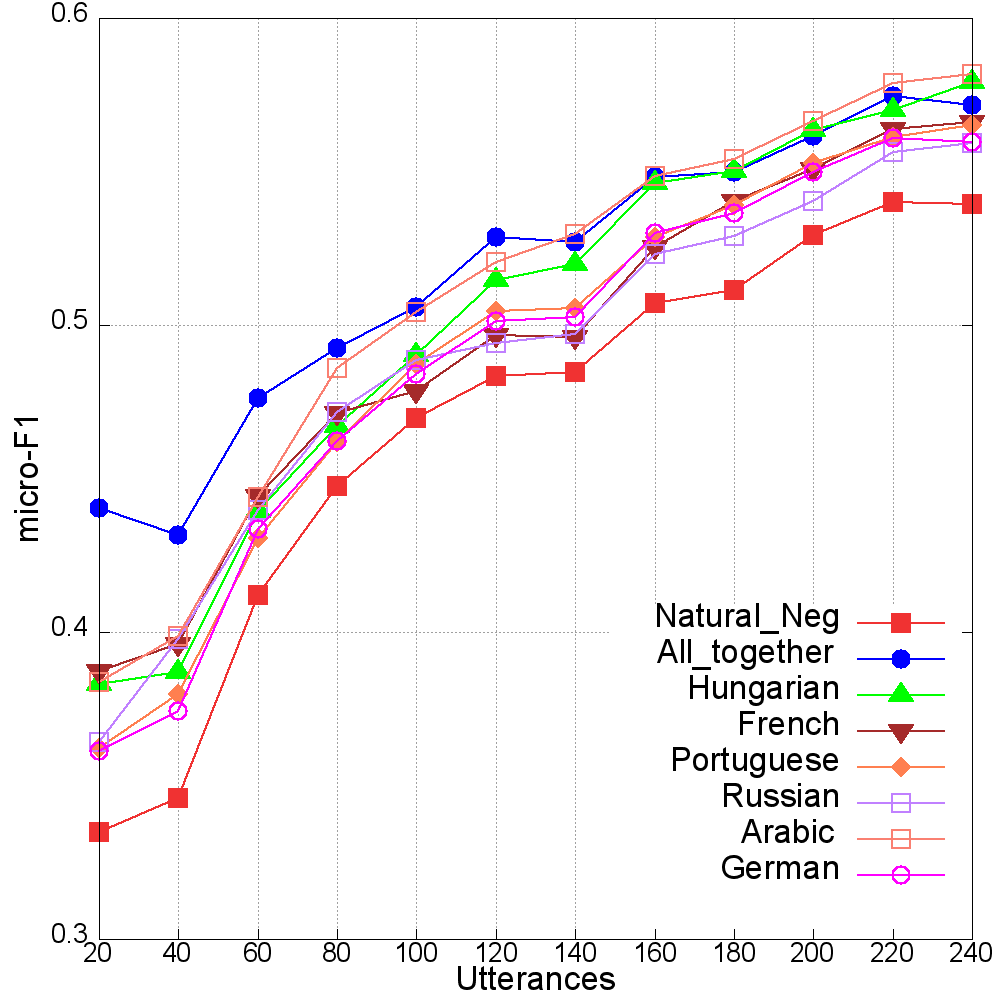 0.6
0.5
0.4
0.3
micro-F1
Natural_Neg
All_together
Hungarian
French
Portuguese
Russian
Arabic
German
20 40 60 80 100 120 140 160 180 200 220 240
Utterances